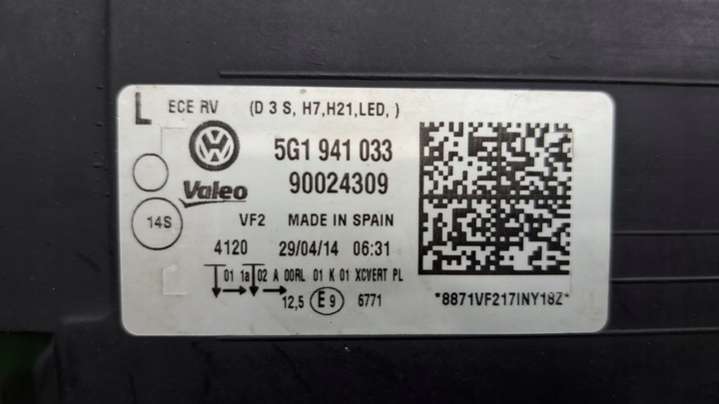 L ECE RV (D 3 S, H7,H21,LED, )
5G1 941 033
Valeo 90024309
14S VF2 MADE IN SPAIN
4120 29/04/14 06:31
01 1a 02 A 00RL 01 K 01 XCVERT PL
12,5 E 9 6771
*8871VF217INY18Z*